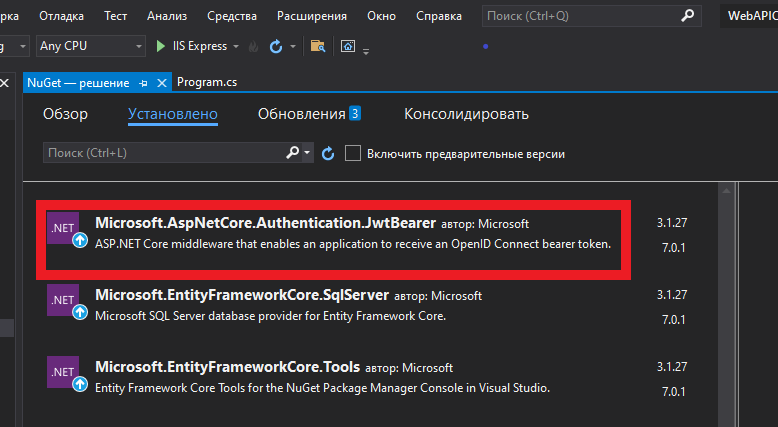 рка Отладка Тест Анализ Средства Расширения Окно Справка Поиск (Ctrl+Q) WebAPIC
g Any CPU IIS Express
NuGet — решение Program.cs
Обзор Установлено Обновления 3 Консолидировать
Поиск (Ctrl+L) Включить предварительные версии
.NET Microsoft.AspNetCore.Authentication.JwtBearer автор: Microsoft 3.1.27
ASP.NET Core middleware that enables an application to receive an OpenID Connect bearer token. 7.0.1
.NET Microsoft.EntityFrameworkCore.SqlServer автор: Microsoft 3.1.27
Microsoft SQL Server database provider for Entity Framework Core. 7.0.1
.NET Microsoft.EntityFrameworkCore.Tools автор: Microsoft 3.1.27
Entity Framework Core Tools for the NuGet Package Manager Console in Visual Studio. 7.0.1